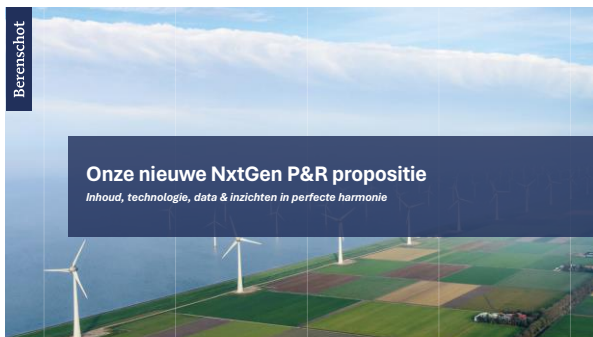 Berenschot
Onze nieuwe NxtGen P&R propositie
Inhoud, technologie, data & inzichten in perfecte harmonie